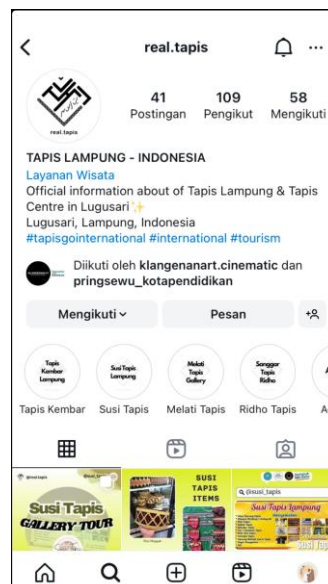 real.tapis
real.tapis
41 109 58
Postingan Pengikut Mengikuti
TAPIS LAMPUNG - INDONESIA
Layanan Wisata
Official information about of Tapis Lampung & Tapis
Centre in Lugusari✨
Lugusari, Lampung, Indonesia
#tapisgointernational #international #tourism
Diikuti oleh klangenanart.cinematic dan
pringsewu_kotapendidikan
Mengikuti Pesan
Tapis
Kembar
Lampung
Susi Tapis
Lampung
Melati
Tapis
Gallery
Sanggar
Tapis
Ridho
Tapis Kembar Susi Tapis Melati Tapis Ridho Tapis
Susi Tapis
GALLERY TOUR
SUSI
TAPIS
ITEMS
@susi_tapis
Susi Tapis Lampung